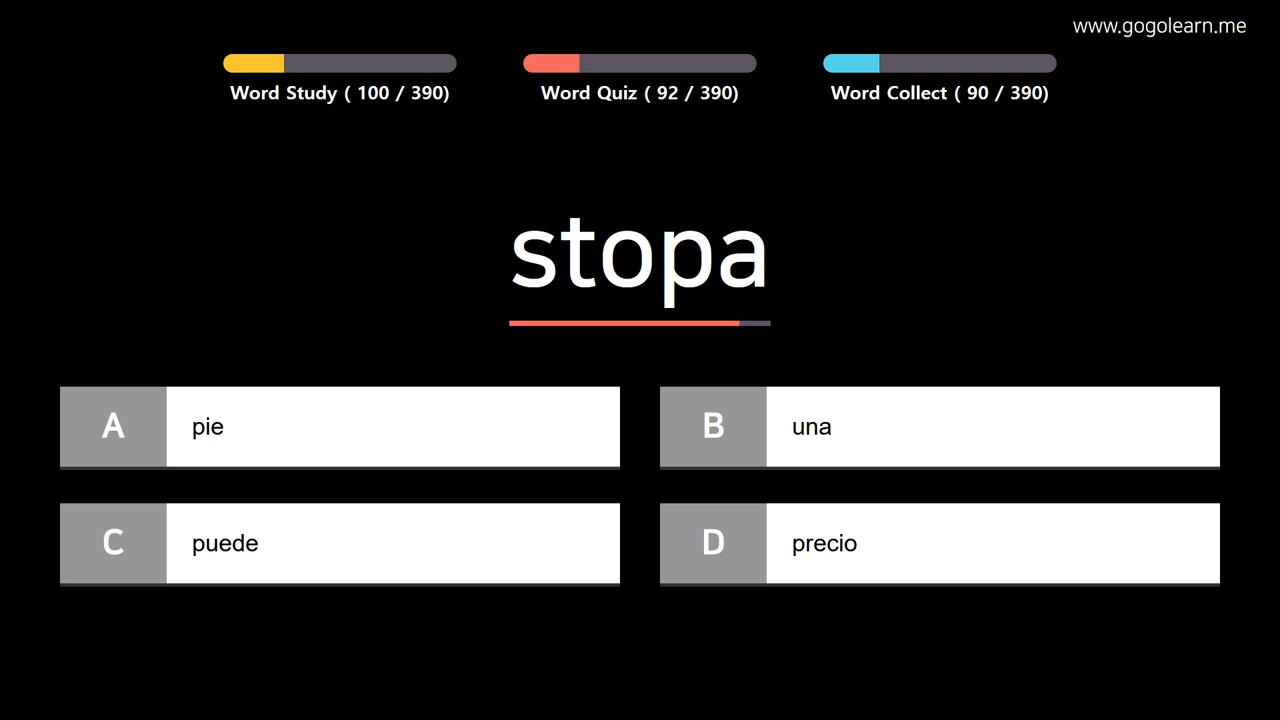 www.gogolearn.me
Word Study ( 100 / 390)
Word Quiz ( 92 / 390)
Word Collect ( 90 / 390)
stopa
A pie
B una
C puede
D precio